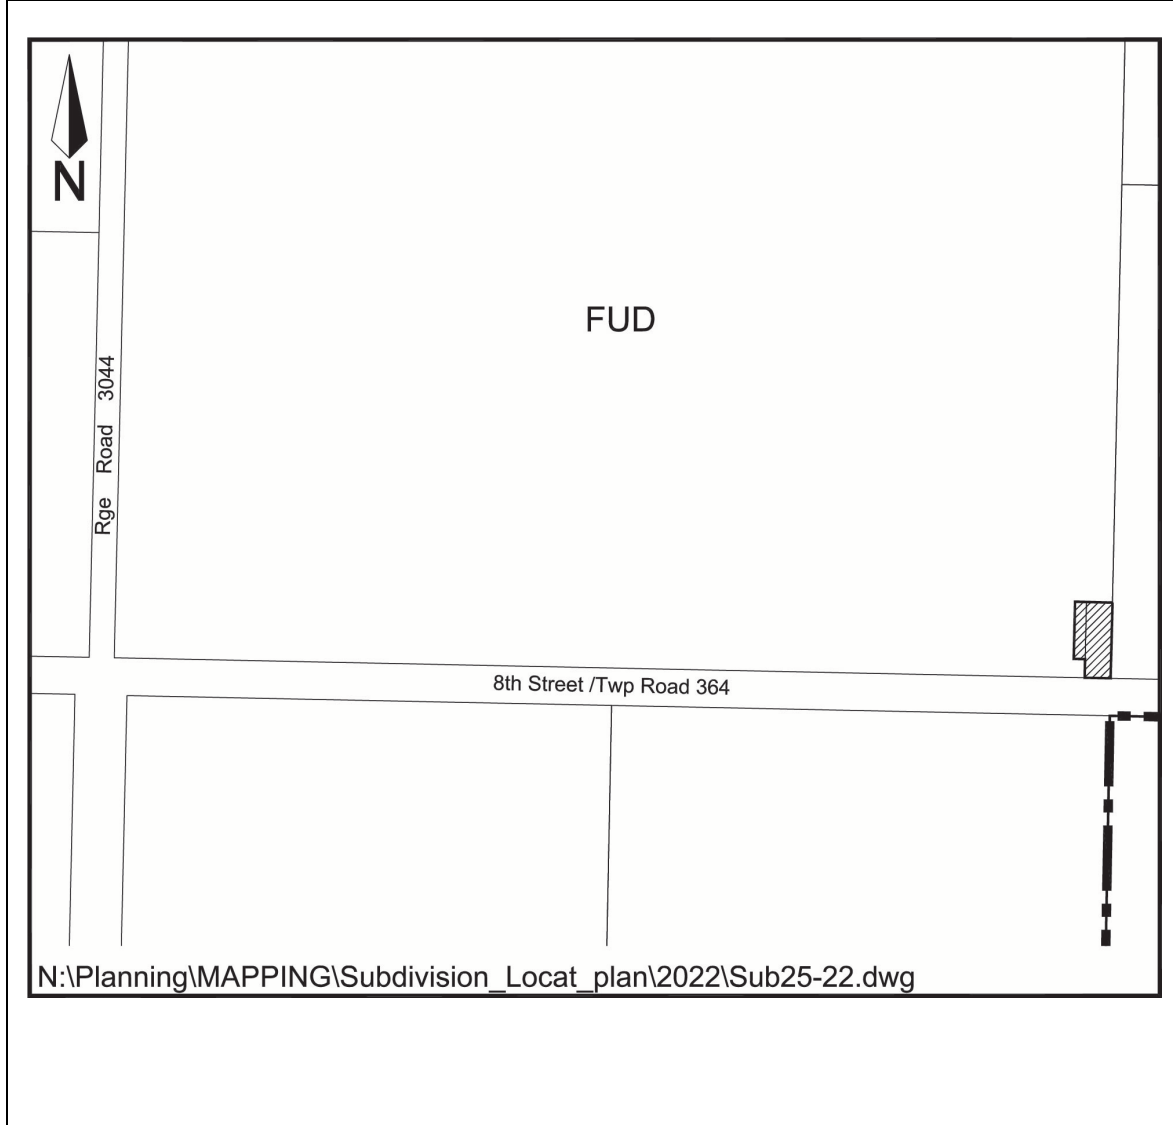 N
FUD
Rge Road 3044
8th Street /Twp Road 364
N:\Planning\MAPPING\Subdivision_Locat_plan\2022\Sub25-22.dwg